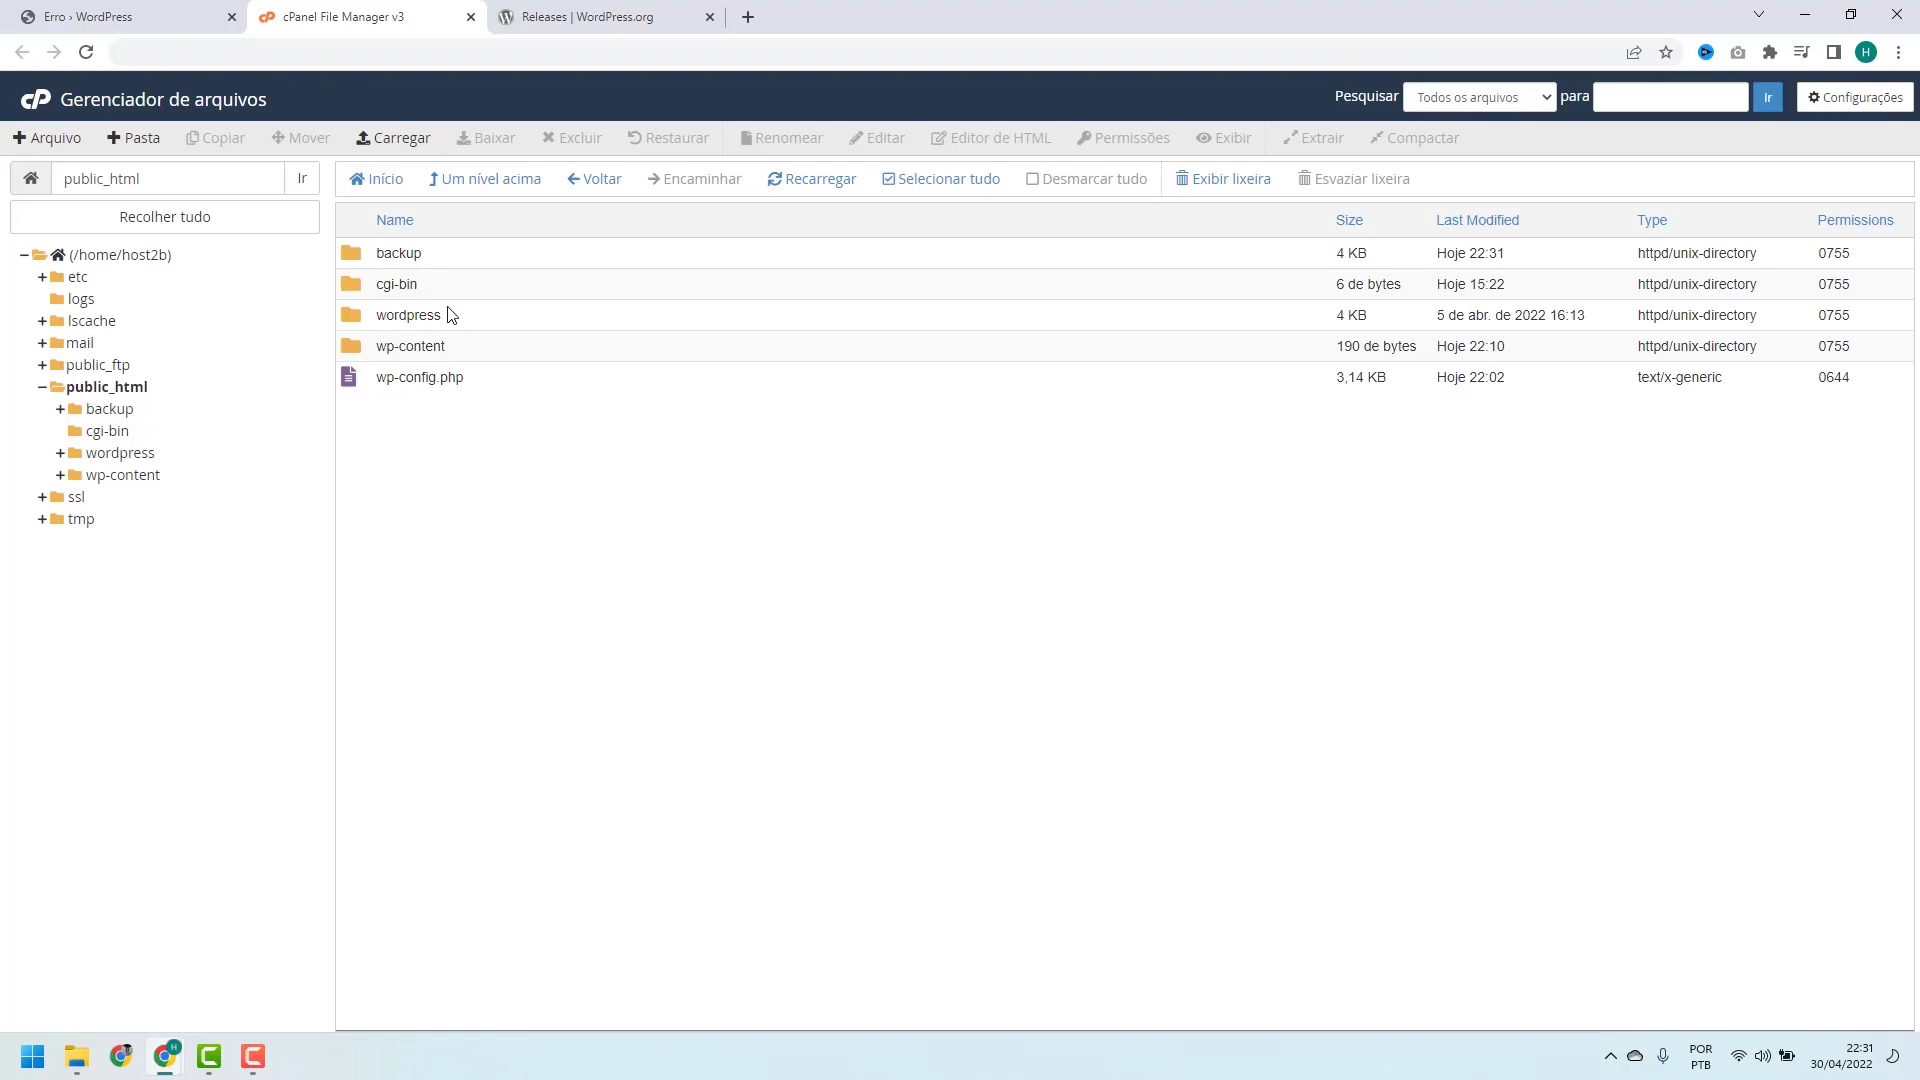 Erro › WordPress
cPanel File Manager v3
Releases | WordPress.org
H
cP Gerenciador de arquivos
Pesquisar Todos os arquivos para Ir Configurações
Arquivo Pasta Copiar Mover Carregar Baixar Excluir Restaurar Renomear Editar Editor de HTML Permissões Exibir Extrair Compactar
public_html Ir
Início Um nível acima Voltar Encaminhar Recarregar Selecionar tudo Desmarcar tudo Exibir lixeira Esvaziar lixeira
Recolher tudo
(/home/host2b)
etc
logs
lscache
mail
public_ftp
public_html
backup
cgi-bin
wordpress
wp-content
ssl
tmp
Name Size Last Modified Type Permissions
backup 4 KB Hoje 22:31 httpd/unix-directory 0755
cgi-bin 6 de bytes Hoje 15:22 httpd/unix-directory 0755
wordpress 4 KB 5 de abr. de 2022 16:13 httpd/unix-directory 0755
wp-content 190 de bytes Hoje 22:10 httpd/unix-directory 0755
wp-config.php 3,14 KB Hoje 22:02 text/x-generic 0644
H
POR
PTB
22:31
30/04/2022